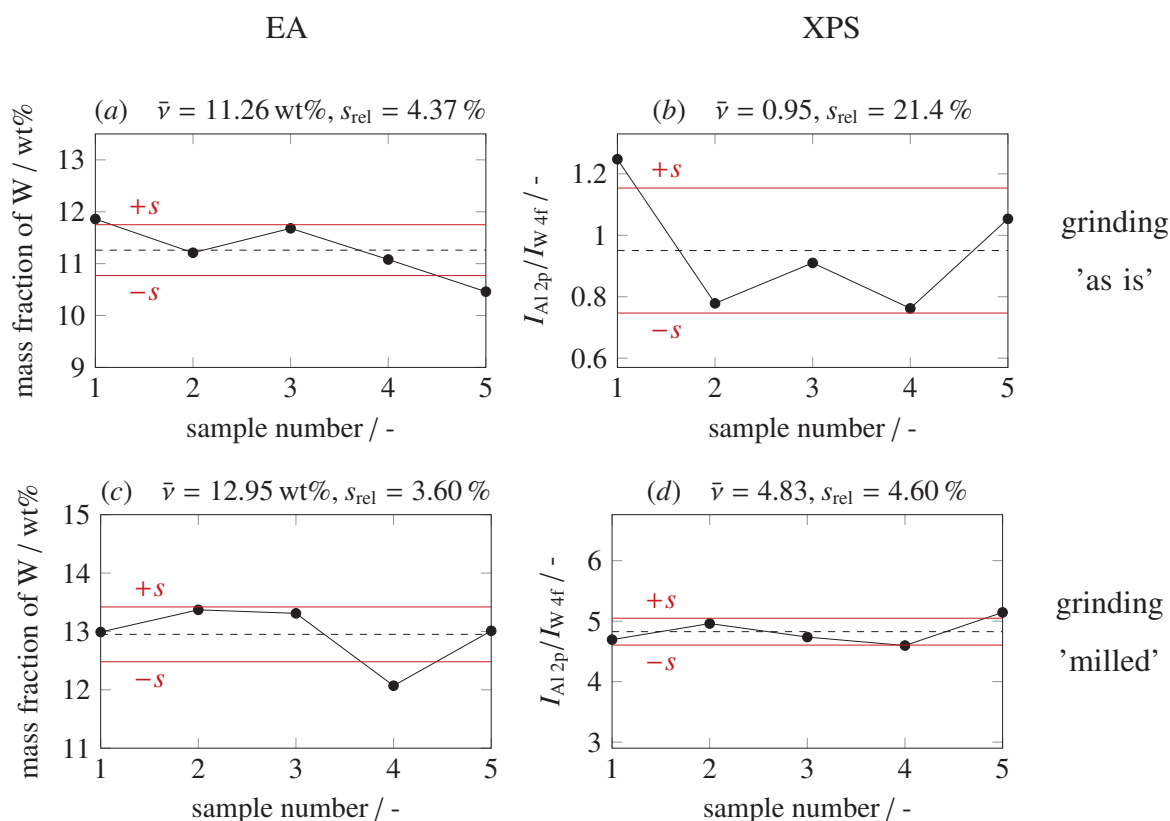 EA
XPS
(a) v̄ = 11.26 wt%, s_rel = 4.37 %
mass fraction of W / wt%
13
12
11
10
9
+s
−s
1 2 3 4 5
sample number / -
(b) v̄ = 0.95, s_rel = 21.4 %
I_Al 2p/I_W 4f / -
1.2
1
0.8
0.6
+s
−s
1 2 3 4 5
sample number / -
grinding
'as is'
(c) v̄ = 12.95 wt%, s_rel = 3.60 %
mass fraction of W / wt%
15
14
13
12
11
+s
−s
1 2 3 4 5
sample number / -
(d) v̄ = 4.83, s_rel = 4.60 %
I_Al 2p/I_W 4f / -
6
5
4
3
+s
−s
1 2 3 4 5
sample number / -
grinding
'milled'